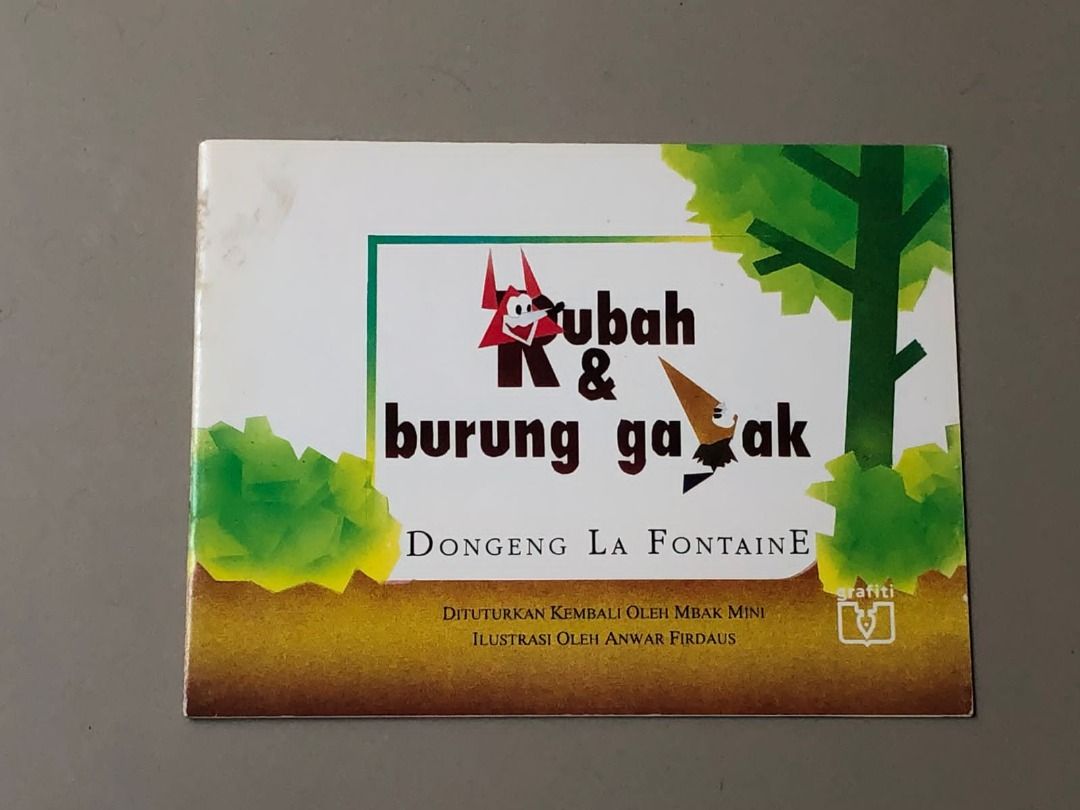 Rubah
&
burung gagak
DONGENG LA FONTAINE
DITUTURKAN KEMBALI OLEH MBAK MINI
ILUSTRASI OLEH ANWAR FIRDAUS
grafiti